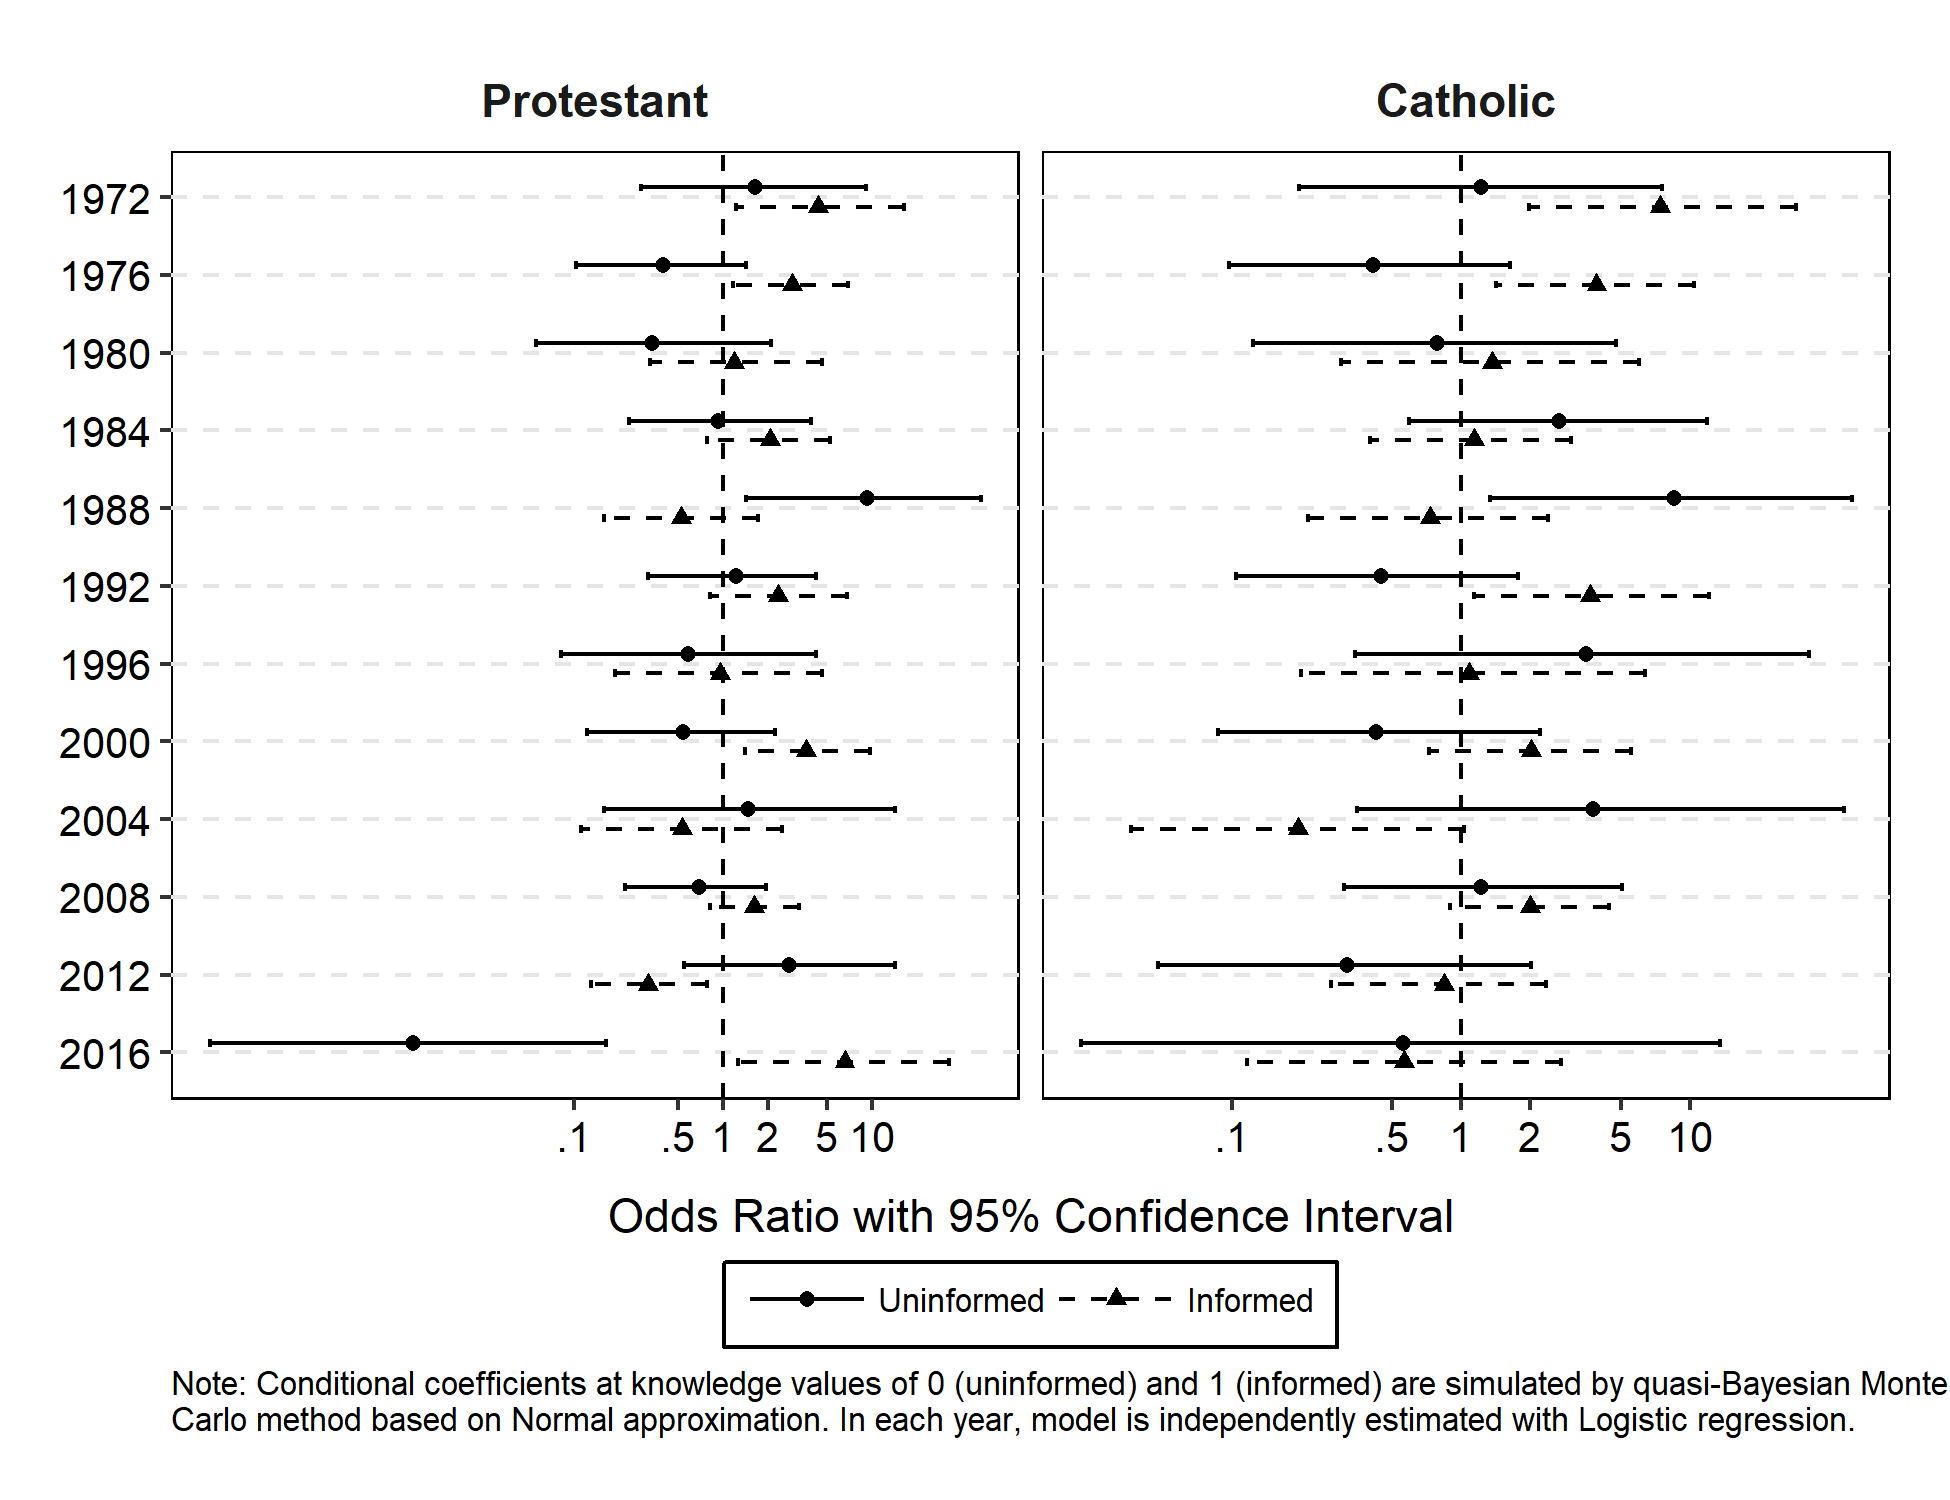 Protestant
Catholic
1972
1976
1980
1984
1988
1992
1996
2000
2004
2008
2012
2016
.1 .5 1 2 5 10
.1 .5 1 2 5 10
Odds Ratio with 95% Confidence Interval
Uninformed Informed
Note: Conditional coefficients at knowledge values of 0 (uninformed) and 1 (informed) are simulated by quasi-Bayesian Monte
Carlo method based on Normal approximation. In each year, model is independently estimated with Logistic regression.